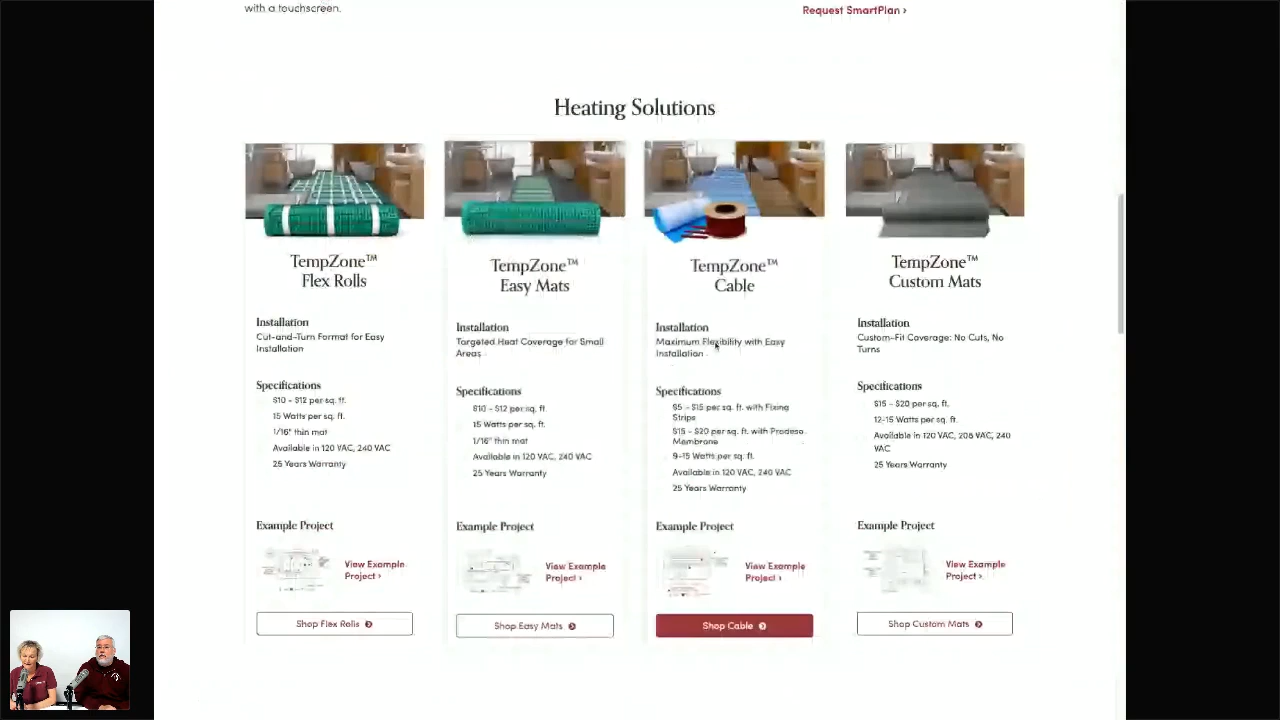 with a touchscreen.
Request SmartPlan ›
Heating Solutions
TempZone™
Flex Rolls
Installation
Cut-and-Turn Format for Easy
Installation
Specifications
$10 - $12 per sq. ft.
15 Watts per sq. ft.
1/16" thin mat
Available in 120 VAC, 240 VAC
25 Years Warranty
Example Project
View Example
Project ›
Shop Flex Rolls
TempZone™
Easy Mats
Installation
Targeted Heat Coverage for Small
Areas
Specifications
$10 - $12 per sq. ft.
15 Watts per sq. ft.
1/16" thin mat
Available in 120 VAC, 240 VAC
25 Years Warranty
Example Project
View Example
Project ›
Shop Easy Mats
TempZone™
Cable
Installation
Maximum Flexibility with Easy
Installation
Specifications
$5 - $15 per sq. ft. with Fixing
Strips
$15 - $20 per sq. ft. with Prodeso
Membrane
9-15 Watts per sq. ft.
Available in 120 VAC, 240 VAC
25 Years Warranty
Example Project
View Example
Project ›
Shop Cable
TempZone™
Custom Mats
Installation
Custom-Fit Coverage: No Cuts, No
Turns
Specifications
$15 - $20 per sq. ft.
12-15 Watts per sq. ft.
Available in 120 VAC, 208 VAC, 240
VAC
25 Years Warranty
Example Project
View Example
Project ›
Shop Custom Mats